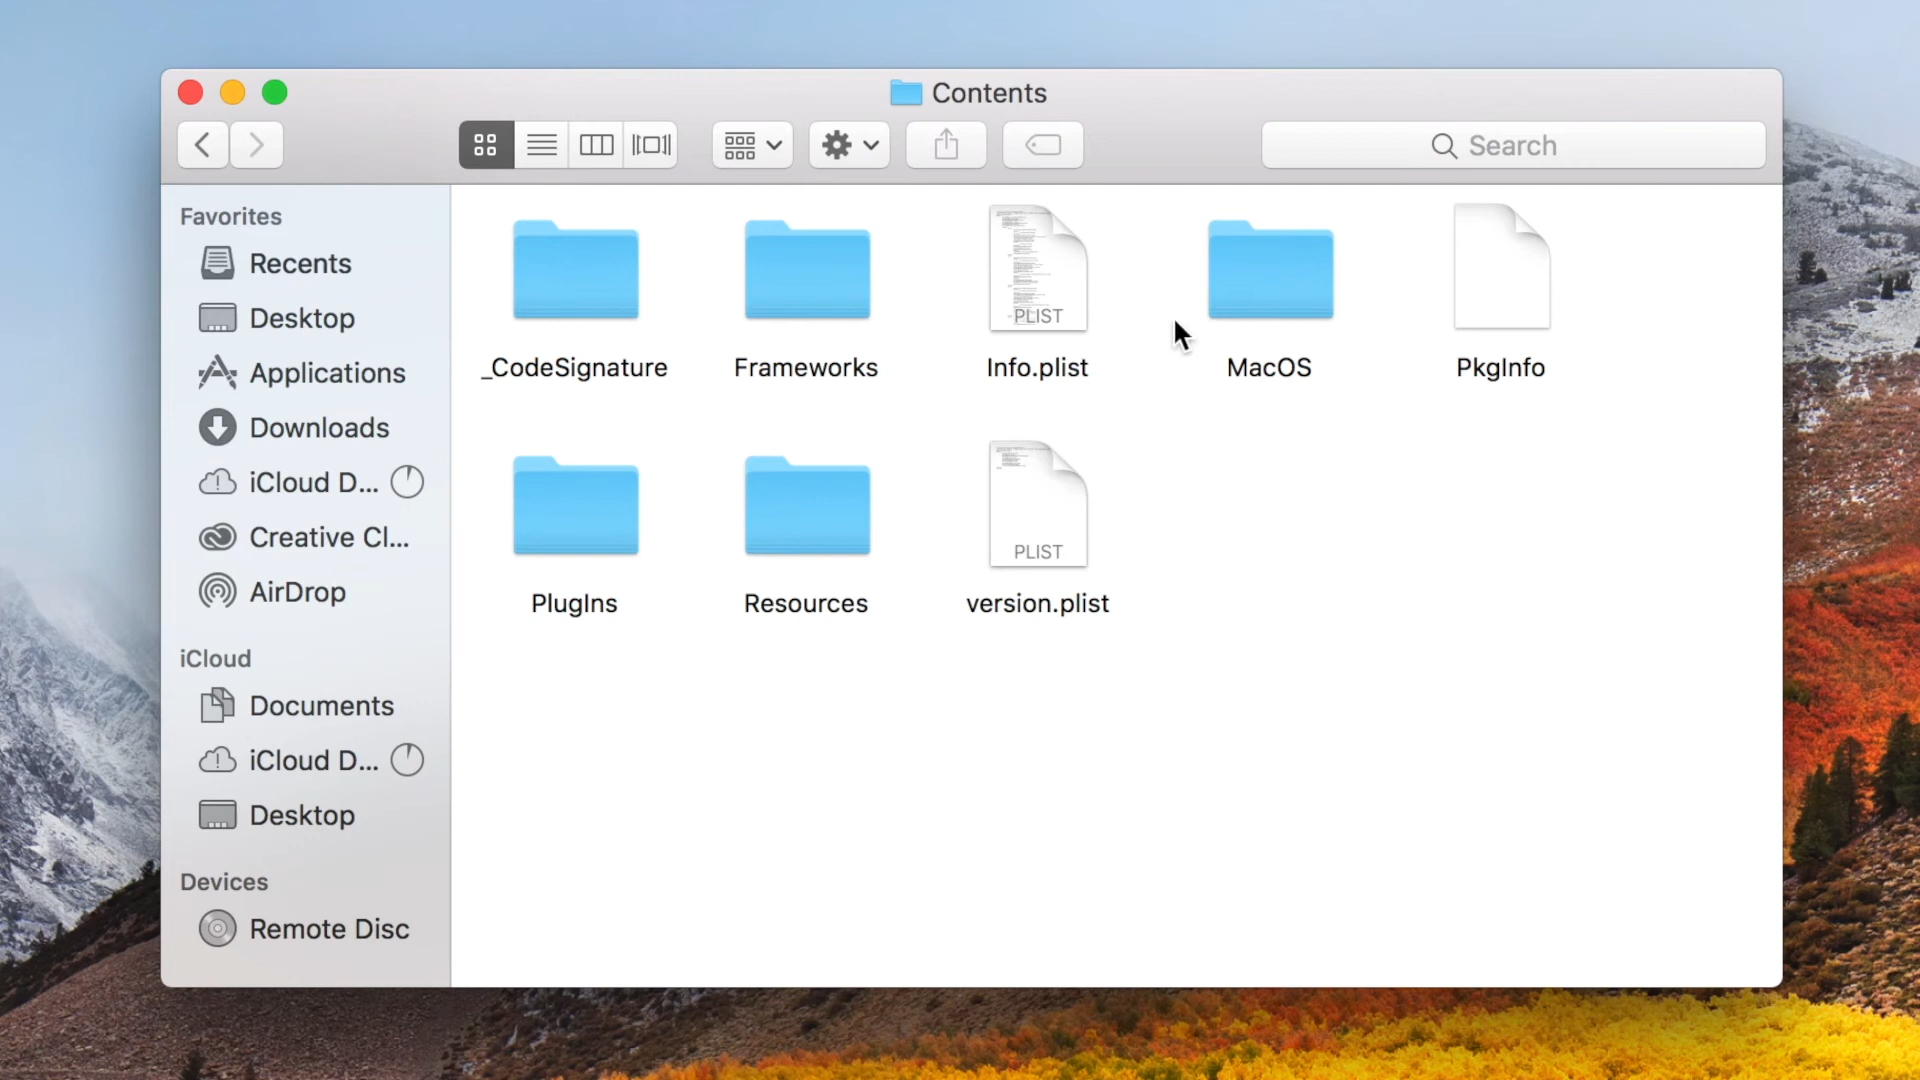 Contents
Search
Favorites
Recents
Desktop
Applications
Downloads
iCloud D...
Creative Cl...
AirDrop
iCloud
Documents
iCloud D...
Desktop
Devices
Remote Disc
_CodeSignature
Frameworks
PLIST
Info.plist
MacOS
PkgInfo
PlugIns
Resources
PLIST
version.plist